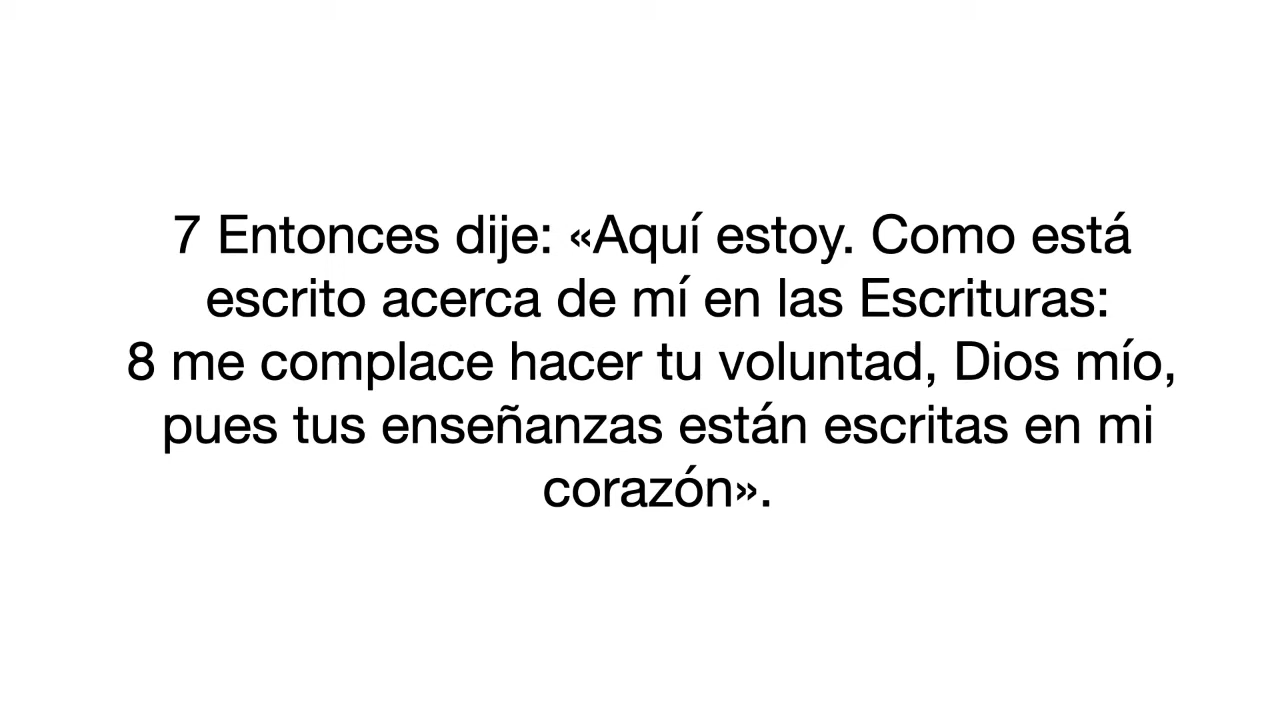 7 Entonces dije: «Aquí estoy. Como está
escrito acerca de mí en las Escrituras:
8 me complace hacer tu voluntad, Dios mío,
pues tus enseñanzas están escritas en mi
corazón».